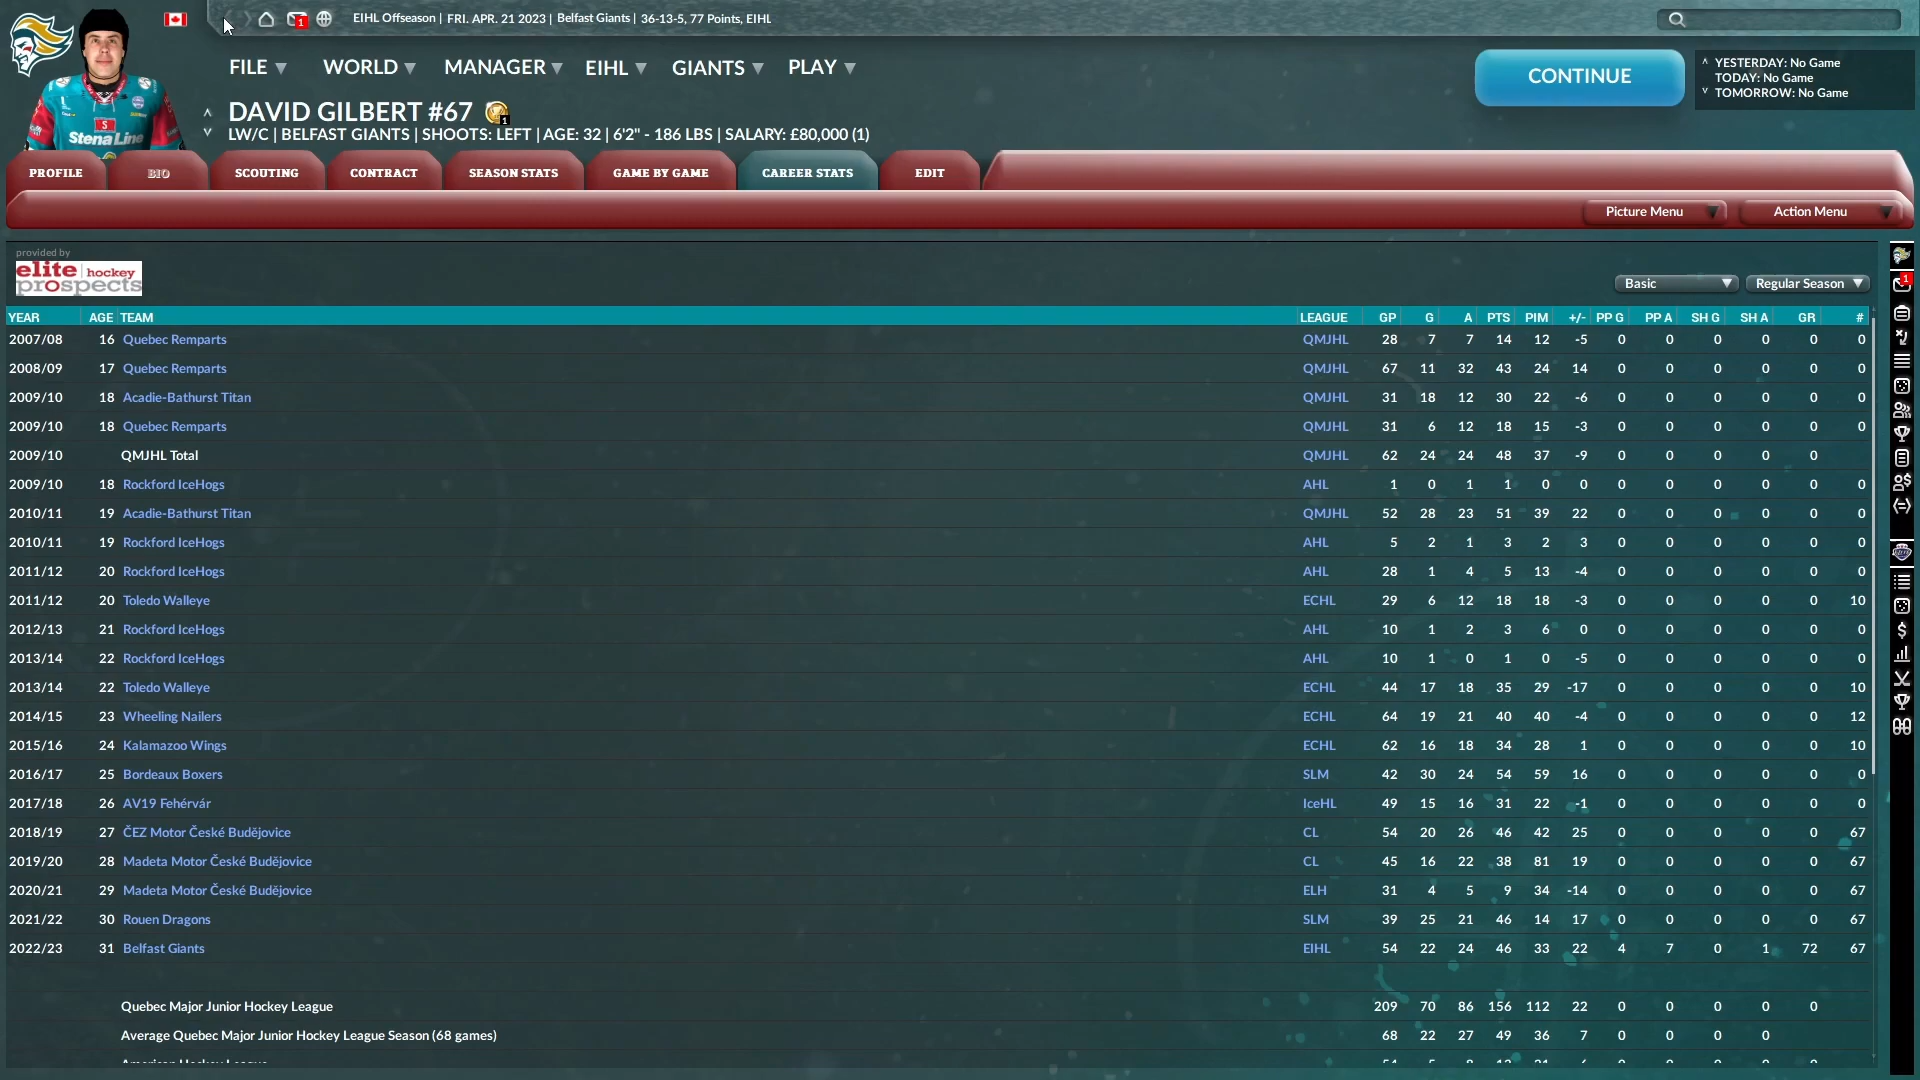 EIHL Offseason | FRI. APR. 21 2023 | Belfast Giants | 36-13-5, 77 Points, EIHL
1
FILE WORLD MANAGER EIHL GIANTS PLAY
CONTINUE
YESTERDAY: No Game
TODAY: No Game
TOMORROW: No Game
DAVID GILBERT #67
1
LW/C | BELFAST GIANTS | SHOOTS: LEFT | AGE: 32 | 6'2" - 186 LBS | SALARY: £80,000 (1)
S
Stena Line
PROFILE BIO SCOUTING CONTRACT SEASON STATS GAME BY GAME CAREER STATS EDIT
Picture Menu Action Menu
provided by
elite hockey
prospects
Basic Regular Season
1
YEAR AGE TEAM LEAGUE GP G A PTS PIM +/- PP G PP A SH G SH A GR #
2007/08 16 Quebec Remparts QMJHL 28 7 7 14 12 -5 0 0 0 0 0 0
2008/09 17 Quebec Remparts QMJHL 67 11 32 43 24 14 0 0 0 0 0 0
2009/10 18 Acadie-Bathurst Titan QMJHL 31 18 12 30 22 -6 0 0 0 0 0 0
2009/10 18 Quebec Remparts QMJHL 31 6 12 18 15 -3 0 0 0 0 0 0
2009/10 QMJHL Total QMJHL 62 24 24 48 37 -9 0 0 0 0 0
2009/10 18 Rockford IceHogs AHL 1 0 1 1 0 0 0 0 0 0 0 0
2010/11 19 Acadie-Bathurst Titan QMJHL 52 28 23 51 39 22 0 0 0 0 0 0
2010/11 19 Rockford IceHogs AHL 5 2 1 3 2 3 0 0 0 0 0 0
2011/12 20 Rockford IceHogs AHL 28 1 4 5 13 -4 0 0 0 0 0 0
2011/12 20 Toledo Walleye ECHL 29 6 12 18 18 -3 0 0 0 0 0 10
2012/13 21 Rockford IceHogs AHL 10 1 2 3 6 0 0 0 0 0 0 0
2013/14 22 Rockford IceHogs AHL 10 1 0 1 0 -5 0 0 0 0 0 0
2013/14 22 Toledo Walleye ECHL 44 17 18 35 29 -17 0 0 0 0 0 10
2014/15 23 Wheeling Nailers ECHL 64 19 21 40 40 -4 0 0 0 0 0 12
2015/16 24 Kalamazoo Wings ECHL 62 16 18 34 28 1 0 0 0 0 0 10
2016/17 25 Bordeaux Boxers SLM 42 30 24 54 59 16 0 0 0 0 0 0
2017/18 26 AV19 Fehérvár IceHL 49 15 16 31 22 -1 0 0 0 0 0 0
2018/19 27 ČEZ Motor České Budějovice CL 54 20 26 46 42 25 0 0 0 0 0 67
2019/20 28 Madeta Motor České Budějovice CL 45 16 22 38 81 19 0 0 0 0 0 67
2020/21 29 Madeta Motor České Budějovice ELH 31 4 5 9 34 -14 0 0 0 0 0 67
2021/22 30 Rouen Dragons SLM 39 25 21 46 14 17 0 0 0 0 0 67
2022/23 31 Belfast Giants EIHL 54 22 24 46 33 22 4 7 0 1 72 67
Quebec Major Junior Hockey League 209 70 86 156 112 22 0 0 0 0 0
Average Quebec Major Junior Hockey League Season (68 games) 68 22 27 49 36 7 0 0 0 0
American Hockey League